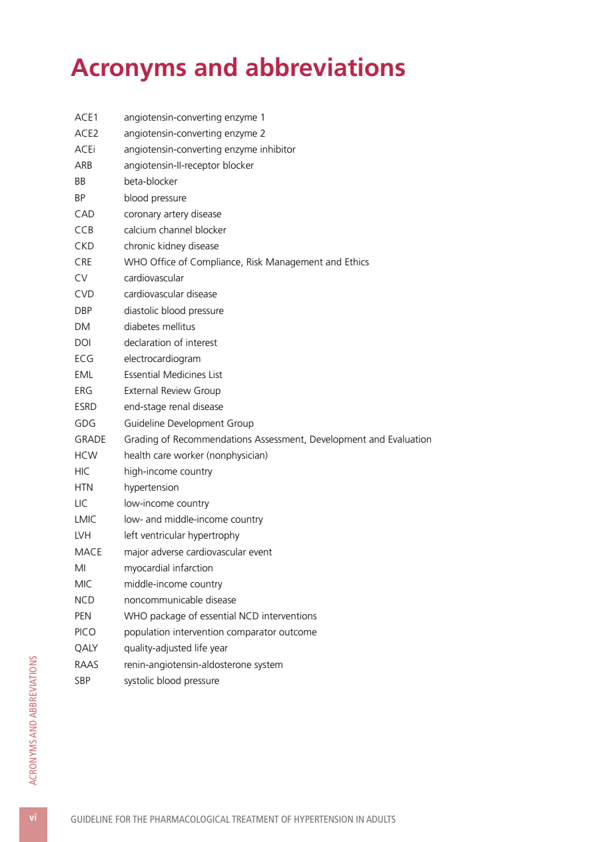 Acronyms and abbreviations
ACE1 angiotensin-converting enzyme 1
ACE2 angiotensin-converting enzyme 2
ACEi angiotensin-converting enzyme inhibitor
ARB angiotensin-II-receptor blocker
BB beta-blocker
BP blood pressure
CAD coronary artery disease
CCB calcium channel blocker
CKD chronic kidney disease
CRE WHO Office of Compliance, Risk Management and Ethics
CV cardiovascular
CVD cardiovascular disease
DBP diastolic blood pressure
DM diabetes mellitus
DOI declaration of interest
ECG electrocardiogram
EML Essential Medicines List
ERG External Review Group
ESRD end-stage renal disease
GDG Guideline Development Group
GRADE Grading of Recommendations Assessment, Development and Evaluation
HCW health care worker (nonphysician)
HIC high-income country
HTN hypertension
LIC low-income country
LMIC low- and middle-income country
LVH left ventricular hypertrophy
MACE major adverse cardiovascular event
MI myocardial infarction
MIC middle-income country
NCD noncommunicable disease
PEN WHO package of essential NCD interventions
PICO population intervention comparator outcome
QALY quality-adjusted life year
RAAS renin-angiotensin-aldosterone system
SBP systolic blood pressure
ACRONYMS AND ABBREVIATIONS
vi GUIDELINE FOR THE PHARMACOLOGICAL TREATMENT OF HYPERTENSION IN ADULTS